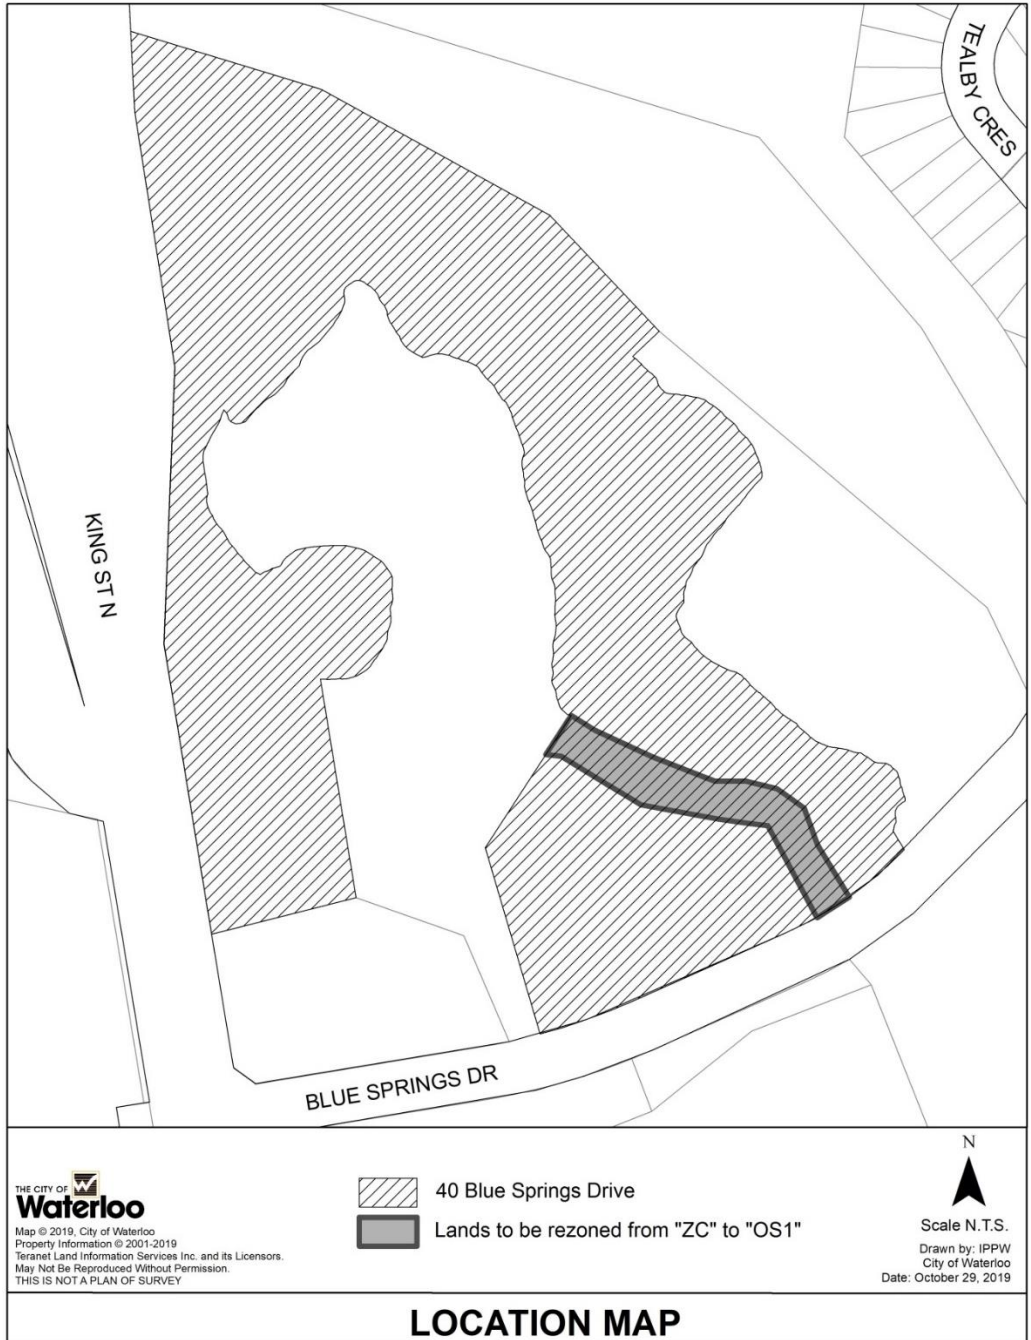 TEALBY CRES
KING ST N
BLUE SPRINGS DR
THE CITY OF
Waterloo
Map © 2019, City of Waterloo
Property Information © 2001-2019
Teranet Land Information Services Inc. and its Licensors.
May Not Be Reproduced Without Permission.
THIS IS NOT A PLAN OF SURVEY
40 Blue Springs Drive
Lands to be rezoned from "ZC" to "OS1"
N
Scale N.T.S.
Drawn by: IPPW
City of Waterloo
Date: October 29, 2019
LOCATION MAP